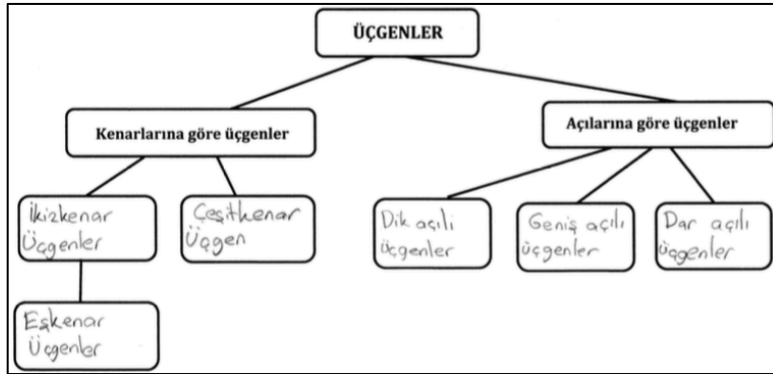 ÜÇGENLER
Kenarlarına göre üçgenler
Açılarına göre üçgenler
İkizkenar
Üçgenler
Çeşitkenar
Üçgen
Dik açılı
üçgenler
Geniş açılı
üçgenler
Dar açılı
üçgenler
Eşkenar
Üçgenler